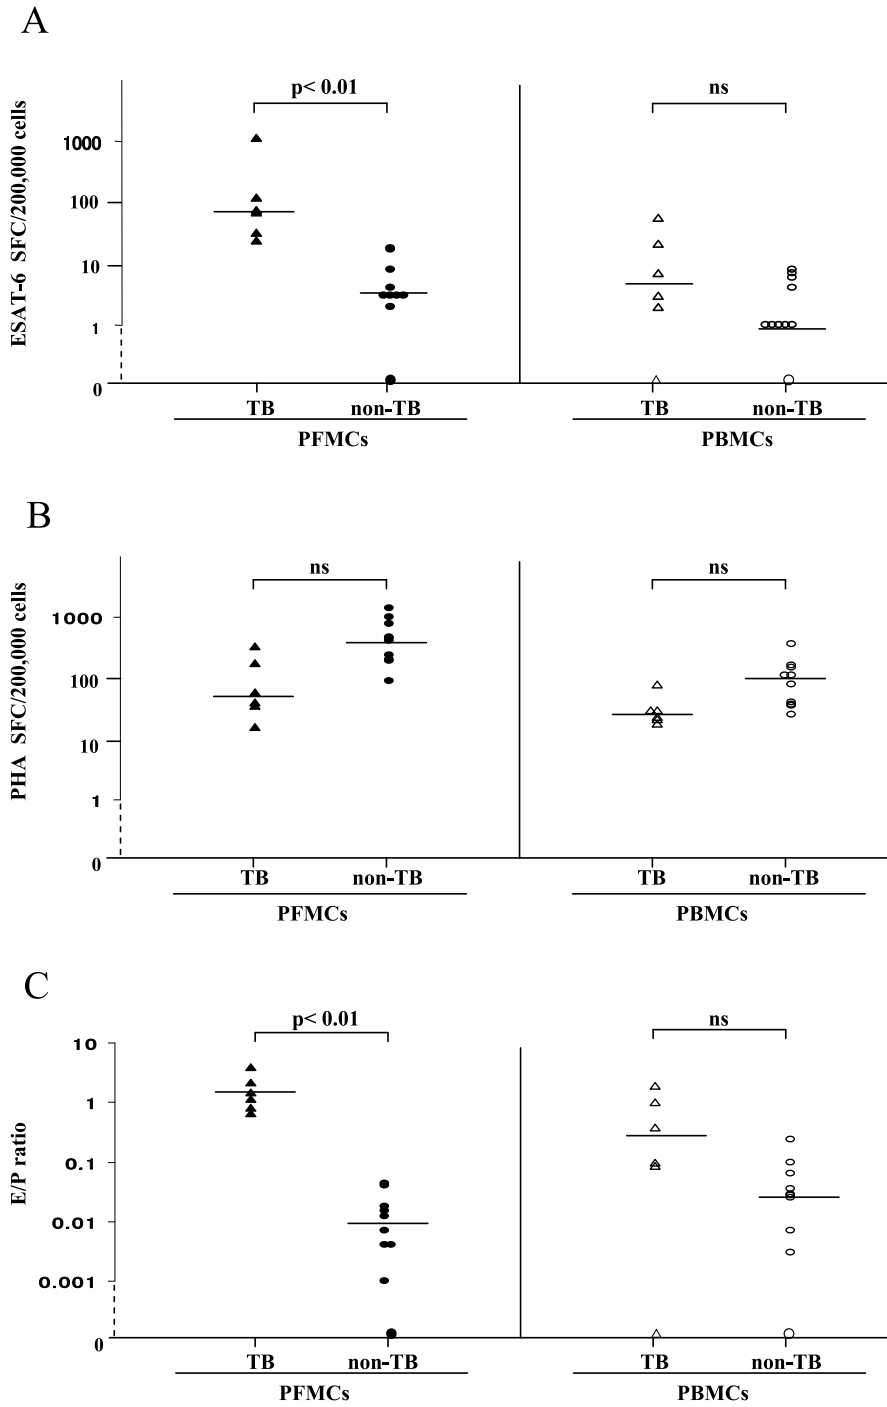 A
p< 0.01
ns
ESAT-6 SFC/200,000 cells
1000
100
10
1
0
TB
non-TB
TB
non-TB
PFMCs
PBMCs
B
ns
ns
PHA SFC/200,000 cells
1000
100
10
1
0
TB
non-TB
TB
non-TB
PFMCs
PBMCs
C
p< 0.01
ns
E/P ratio
10
1
0.1
0.01
0.001
0
TB
non-TB
TB
non-TB
PFMCs
PBMCs